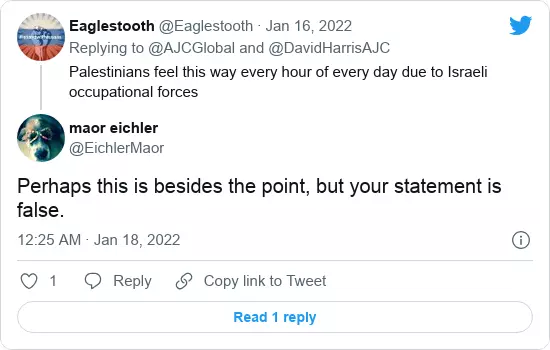 Eaglestooth @Eaglestooth · Jan 16, 2022
Replying to @AJCGlobal and @DavidHarrisAJC
Palestinians feel this way every hour of every day due to Israeli
occupational forces
maor eichler
@EichlerMaor
Perhaps this is besides the point, but your statement is
false.
12:25 AM · Jan 18, 2022
1 Reply Copy link to Tweet
Read 1 reply